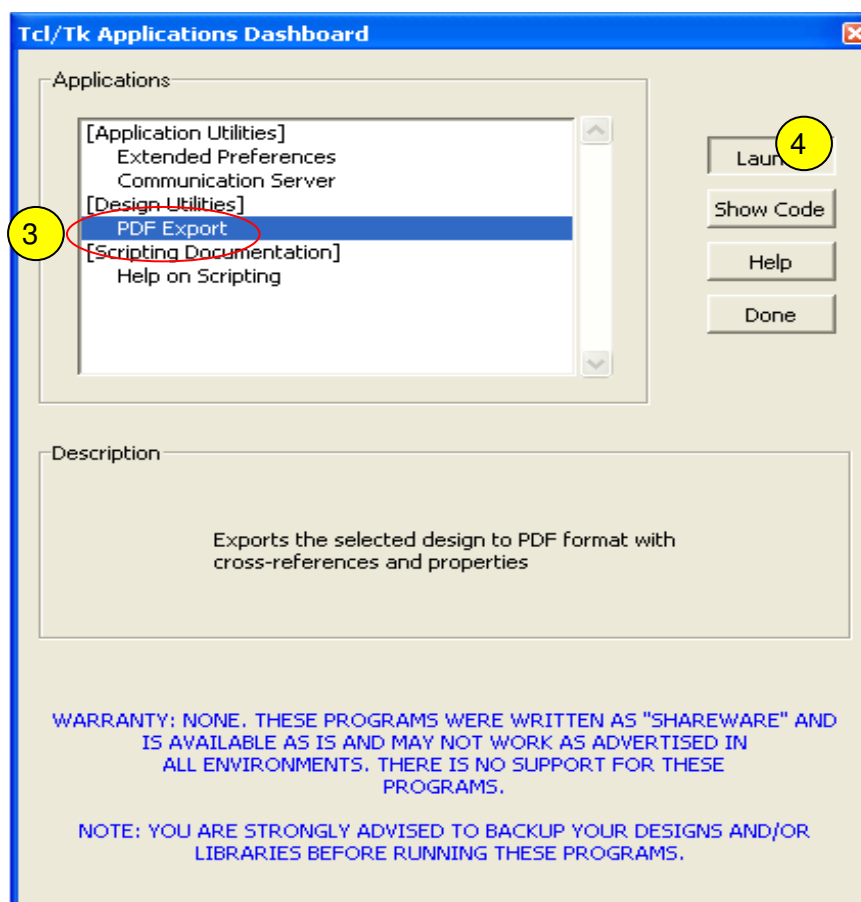 Tcl/Tk Applications Dashboard
Applications
[Application Utilities]
Extended Preferences
Communication Server
[Design Utilities]
PDF Export
[Scripting Documentation]
Help on Scripting
3
4
Show Code
Help
Done
Description
Exports the selected design to PDF format with
cross-references and properties
WARRANTY: NONE. THESE PROGRAMS WERE WRITTEN AS "SHAREWARE" AND
IS AVAILABLE AS IS AND MAY NOT WORK AS ADVERTISED IN
ALL ENVIRONMENTS. THERE IS NO SUPPORT FOR THESE
PROGRAMS.
NOTE: YOU ARE STRONGLY ADVISED TO BACKUP YOUR DESIGNS AND/OR
LIBRARIES BEFORE RUNNING THESE PROGRAMS.